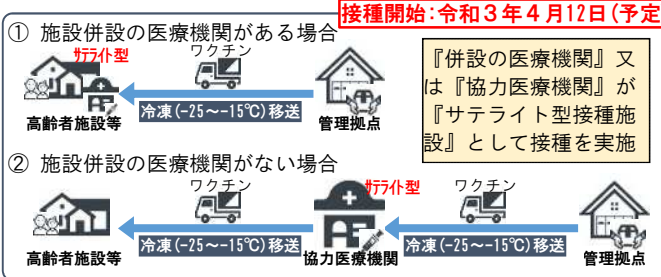 接種開始:令和３年４月12日(予定
① 施設併設の医療機関がある場合
ｻﾃﾗｲﾄ型
ワクチン
冷凍(-25～-15℃)移送
高齢者施設等
管理拠点
『併設の医療機関』又
は『協力医療機関』が
『サテライト型接種施
設』として接種を実施
② 施設併設の医療機関がない場合
ワクチン
ｻﾃﾗｲﾄ型
ワクチン
冷凍(-25～-15℃)移送
冷凍(-25～-15℃)移送
高齢者施設等
協力医療機関
管理拠点